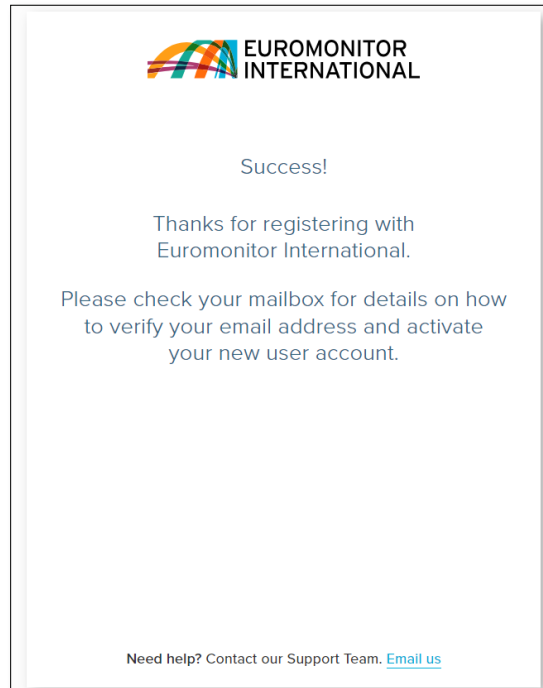 EUROMONITOR
INTERNATIONAL
Success!
Thanks for registering with
Euromonitor International.
Please check your mailbox for details on how
to verify your email address and activate
your new user account.
Need help? Contact our Support Team. Email us